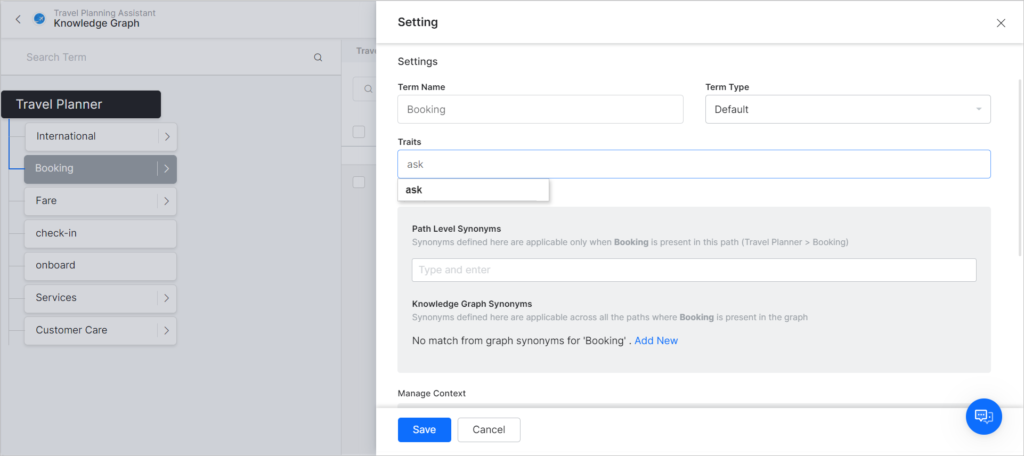 Travel Planning Assistant
Knowledge Graph
Search Term
Travel Planner
International
Booking
Fare
check-in
onboard
Services
Customer Care
Trave
Setting
Settings
Term Name
Term Type
Booking
Default
Traits
ask
ask
Path Level Synonyms
Synonyms defined here are applicable only when Booking is present in this path (Travel Planner > Booking)
Type and enter
Knowledge Graph Synonyms
Synonyms defined here are applicable across all the paths where Booking is present in the graph
No match from graph synonyms for 'Booking' . Add New
Manage Context
Save
Cancel